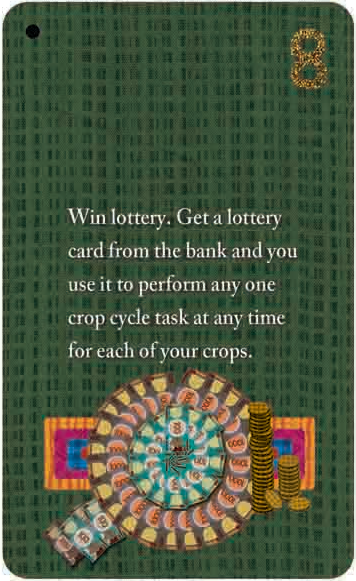 8
Win lottery. Get a lottery
card from the bank and you
use it to perform any one
crop cycle task at any time
for each of your crops.